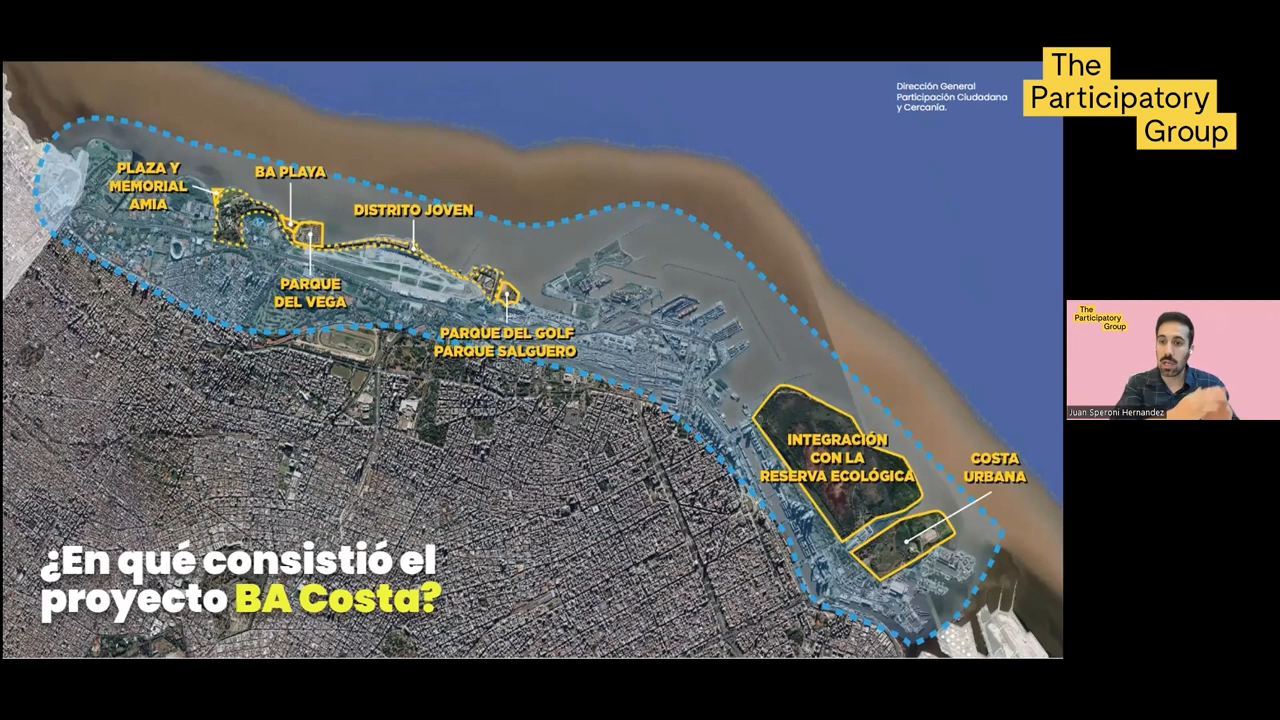 Dirección General
Participación Ciudadana
y Cercanía.
The
Participatory
Group
PLAZA Y
MEMORIAL
AMIA
BA PLAYA
DISTRITO JOVEN
PARQUE
DEL VEGA
PARQUE DEL GOLF
PARQUE SALGUERO
INTEGRACIÓN
CON LA
RESERVA ECOLÓGICA
COSTA
URBANA
¿En qué consistió el
proyecto BA Costa?
The
Participatory
Group
Juan Speroni Hernandez